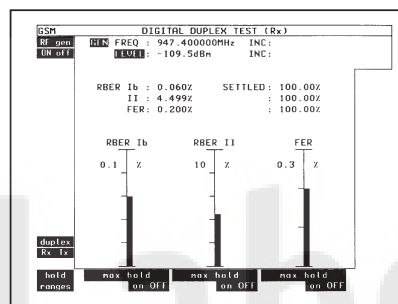 GSM DIGITAL DUPLEX TEST (Rx)
RF gen GEN FREQ : 947.400000MHz INC:
ON off LEVEL: -109.5dBm INC:
RBER Ib : 0.060% SETTLED: 100.00%
II : 4.499% : 100.00%
FER: 0.200% : 100.00%
RBER Ib RBER II FER
0.1 % 10 % 0.3 %
duplex
Rx Tx
hold max hold max hold max hold
ranges on OFF on OFF on OFF